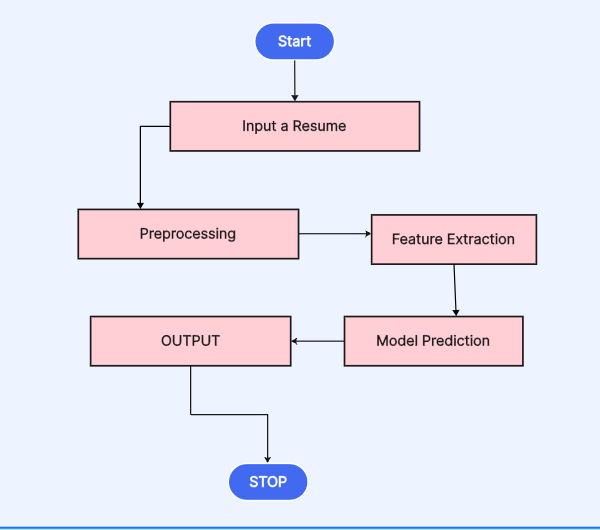 Start
Input a Resume
Preprocessing
Feature Extraction
Model Prediction
OUTPUT
STOP